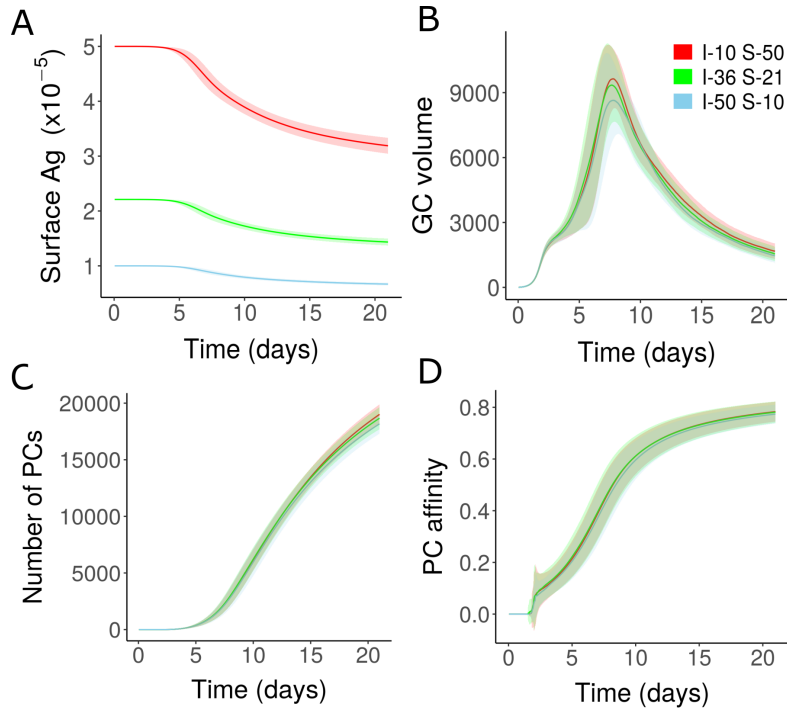 A
Surface Ag (x10⁻⁵)
5
4
3
2
1
0 5 10 15 20
Time (days)
B
GC volume
9000
6000
3000
0
I-10 S-50
I-36 S-21
I-50 S-10
0 5 10 15 20
Time (days)
C
Number of PCs
20000
15000
10000
5000
0
0 5 10 15 20
Time (days)
D
PC affinity
0.8
0.6
0.4
0.2
0.0
0 5 10 15 20
Time (days)